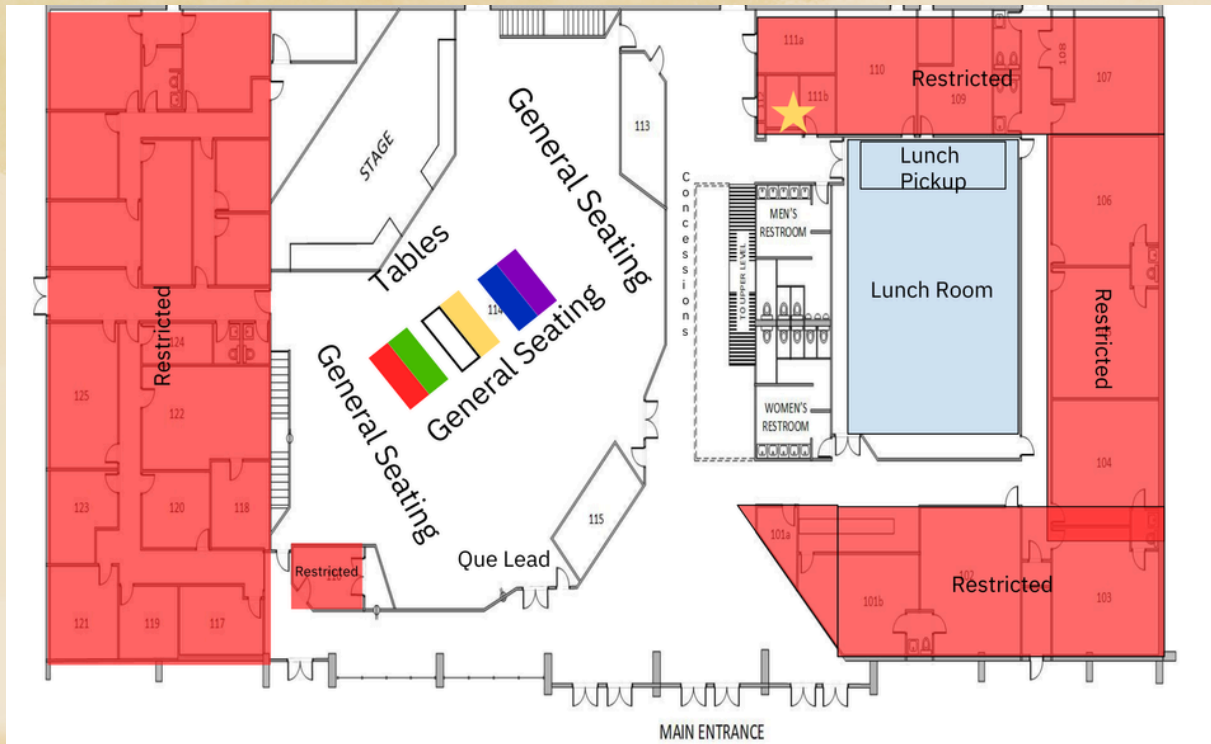 111a
110
Restricted
109
108
107
111b
113
General Seating
STAGE
Lunch
Pickup
106
Concessions
MEN'S
RESTROOM
TO UPPER LEVEL
Tables
114
General Seating
Lunch Room
Restricted
Restricted
124
125
122
General Seating
WOMEN'S
RESTROOM
104
123
120
118
115
101a
Que Lead
Restricted
102
Restricted
101b
103
121
119
117
MAIN ENTRANCE